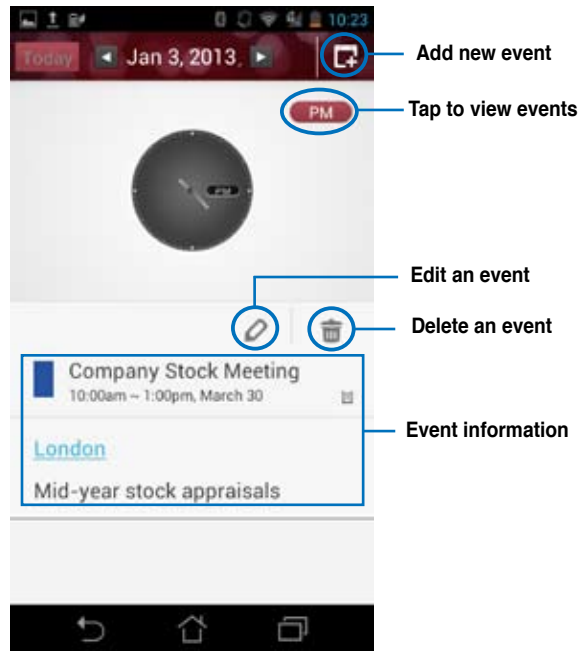 10:23
Today Jan 3, 2013
Add new event
PM
Tap to view events
PM
Edit an event
Delete an event
Company Stock Meeting
10:00am ~ 1:00pm, March 30
Event information
London
Mid-year stock appraisals